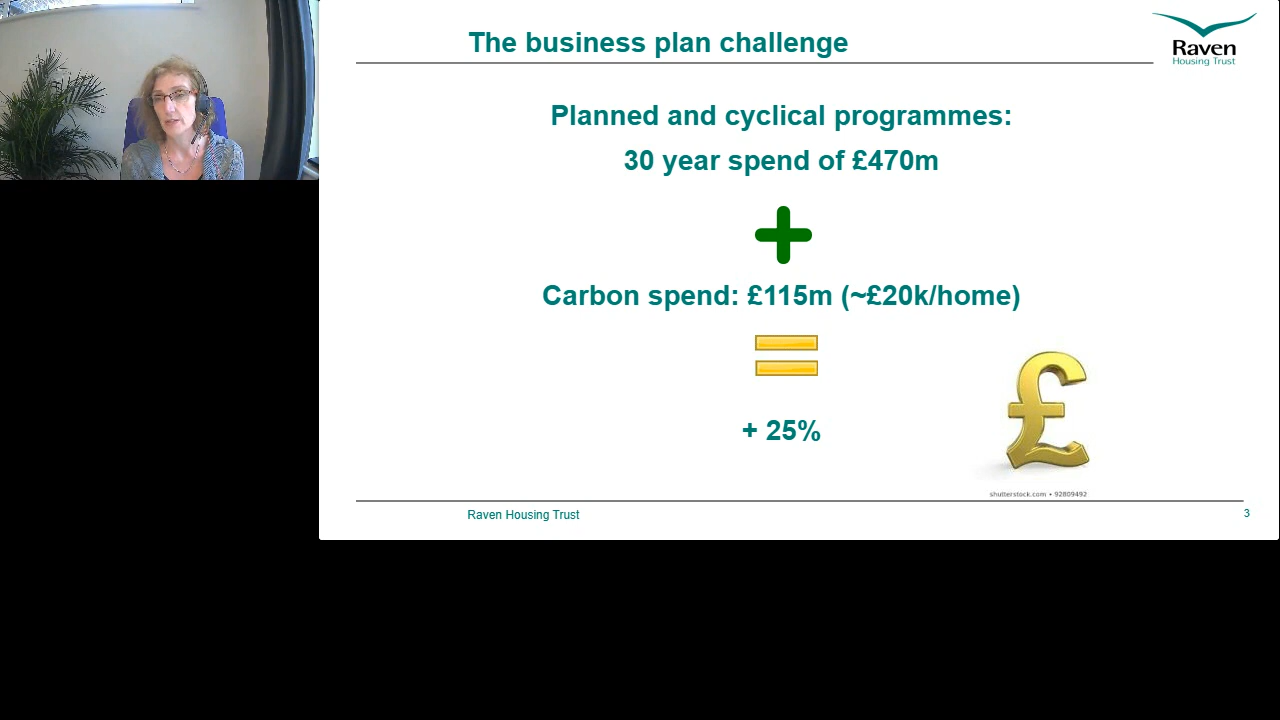 The business plan challenge
Raven
Housing Trust
Planned and cyclical programmes:
30 year spend of £470m
Carbon spend: £115m (~£20k/home)
+ 25%
£
shutterstock.com • 92809492
Raven Housing Trust
3